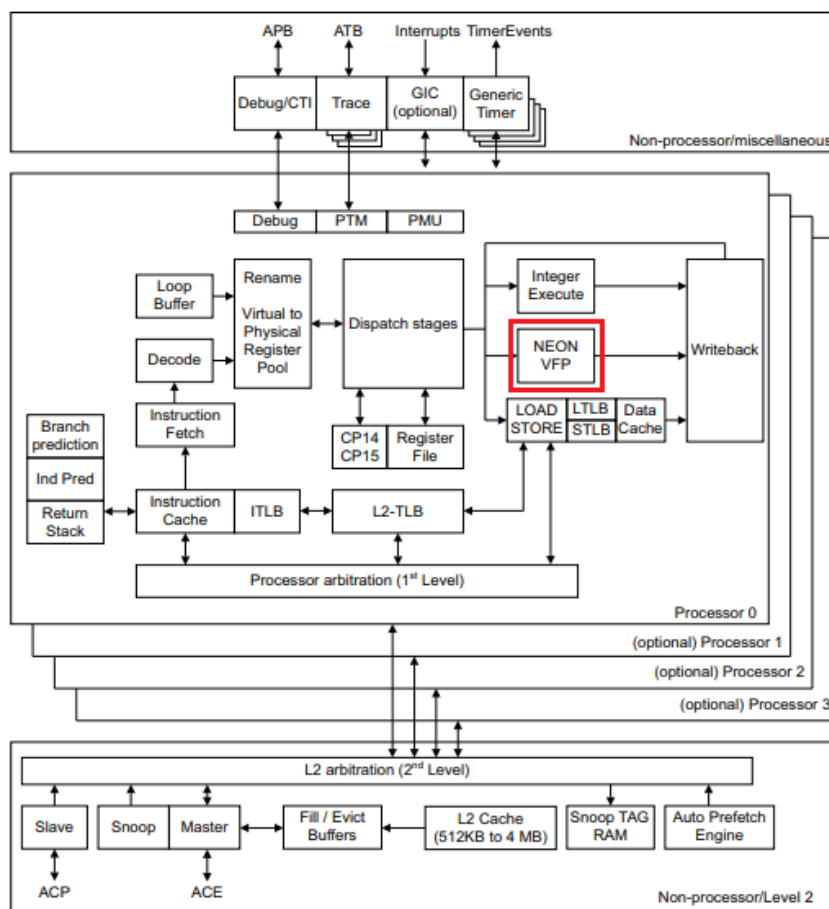 APB
ATB
Interrupts
TimerEvents
Debug/CTI
Trace
GIC
(optional)
Generic
Timer
Non-processor/miscellaneous
Debug
PTM
PMU
Loop
Buffer
Rename
Virtual to
Physical
Register
Pool
Dispatch stages
Integer
Execute
Writeback
Decode
NEON
VFP
Instruction
Fetch
LOAD
STORE
LTLB
STLB
Data
Cache
CP14
CP15
Register
File
Branch
prediction
Ind Pred
Return
Stack
Instruction
Cache
ITLB
L2-TLB
Processor arbitration (1st Level)
Processor 0
(optional) Processor 1
(optional) Processor 2
(optional) Processor 3
L2 arbitration (2nd Level)
Slave
Snoop
Master
Fill / Evict
Buffers
L2 Cache
(512KB to 4 MB)
Snoop TAG
RAM
Auto Prefetch
Engine
ACP
ACE
Non-processor/Level 2